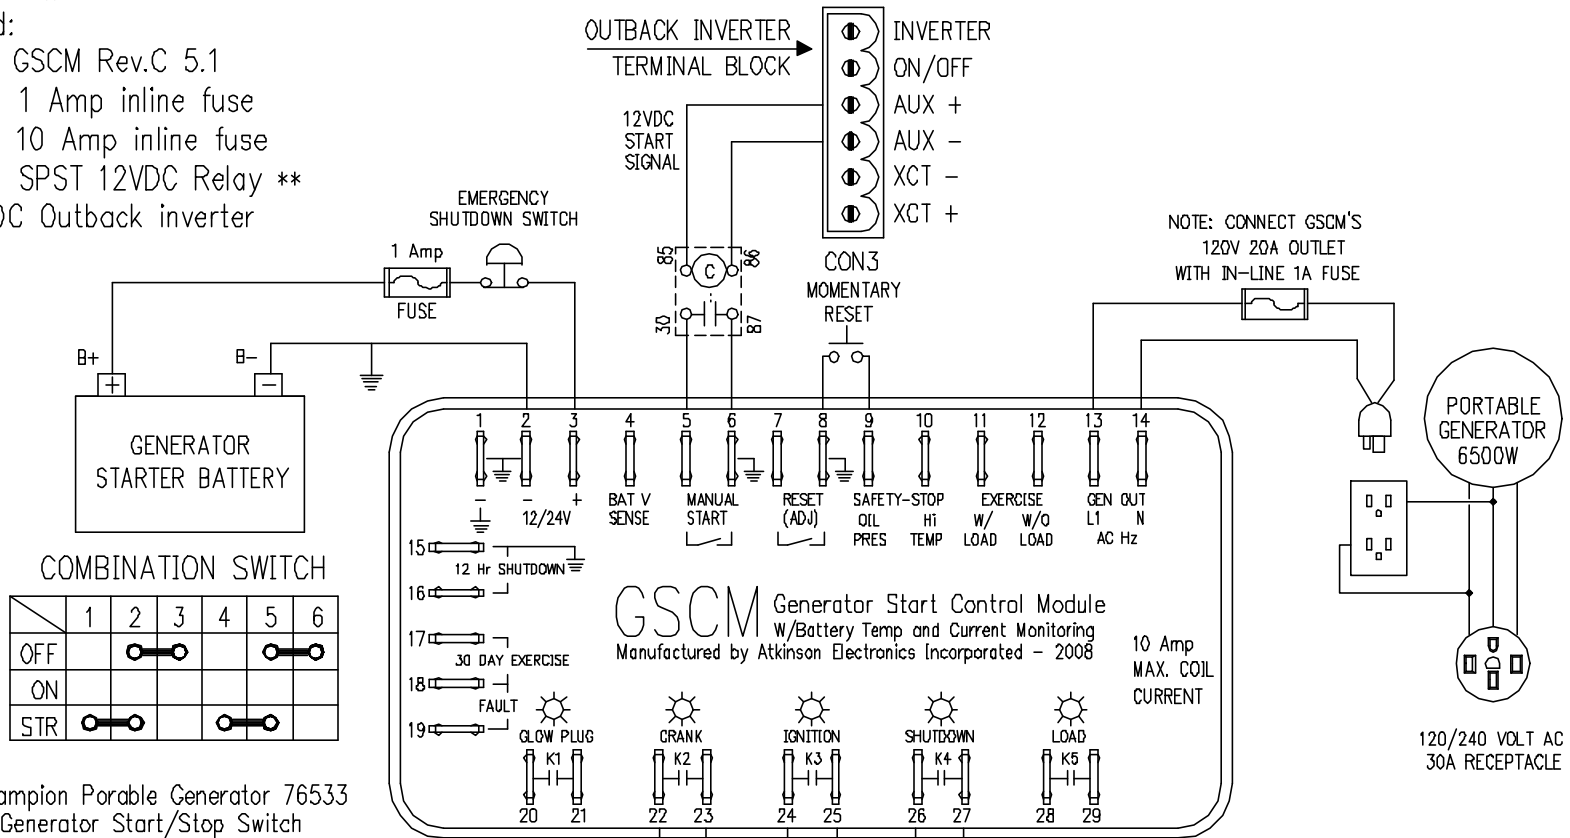 d:
GSCM Rev.C 5.1
1 Amp inline fuse
10 Amp inline fuse
SPST 12VDC Relay **
DC Outback inverter
OUTBACK INVERTER
TERMINAL BLOCK
INVERTER
ON/OFF
AUX +
AUX -
XCT -
XCT +
CON3
12VDC
START
SIGNAL
EMERGENCY
SHUTDOWN SWITCH
1 Amp
FUSE
85
86
C
30
87
MOMENTARY
RESET
NOTE: CONNECT GSCM'S
120V 20A OUTLET
WITH IN-LINE 1A FUSE
B+
B-
+
-
GENERATOR
STARTER BATTERY
PORTABLE
GENERATOR
6500W
120/240 VOLT AC
30A RECEPTACLE
1 2 3 4 5 6 7 8 9 10 11 12 13 14
- - +
12/24V
BAT V
SENSE
MANUAL
START
RESET
(ADJ)
SAFETY-STOP
OIL
PRES
Hi
TEMP
EXERCISE
W/
LOAD
W/O
LOAD
GEN OUT
L1 N
AC Hz
15
12 Hr SHUTDOWN
16
17
30 DAY EXERCISE
18
FAULT
19
GSCM
Generator Start Control Module
W/Battery Temp and Current Monitoring
Manufactured by Atkinson Electronics Incorporated - 2008
10 Amp
MAX. COIL
CURRENT
GLOW PLUG
K1
20 21
CRANK
K2
22 23
IGNITION
K3
24 25
SHUTDOWN
K4
26 27
LOAD
K5
28 29
COMBINATION SWITCH
1 2 3 4 5 6
OFF
ON
STR
ampion Porable Generator 76533
Generator Start/Stop Switch